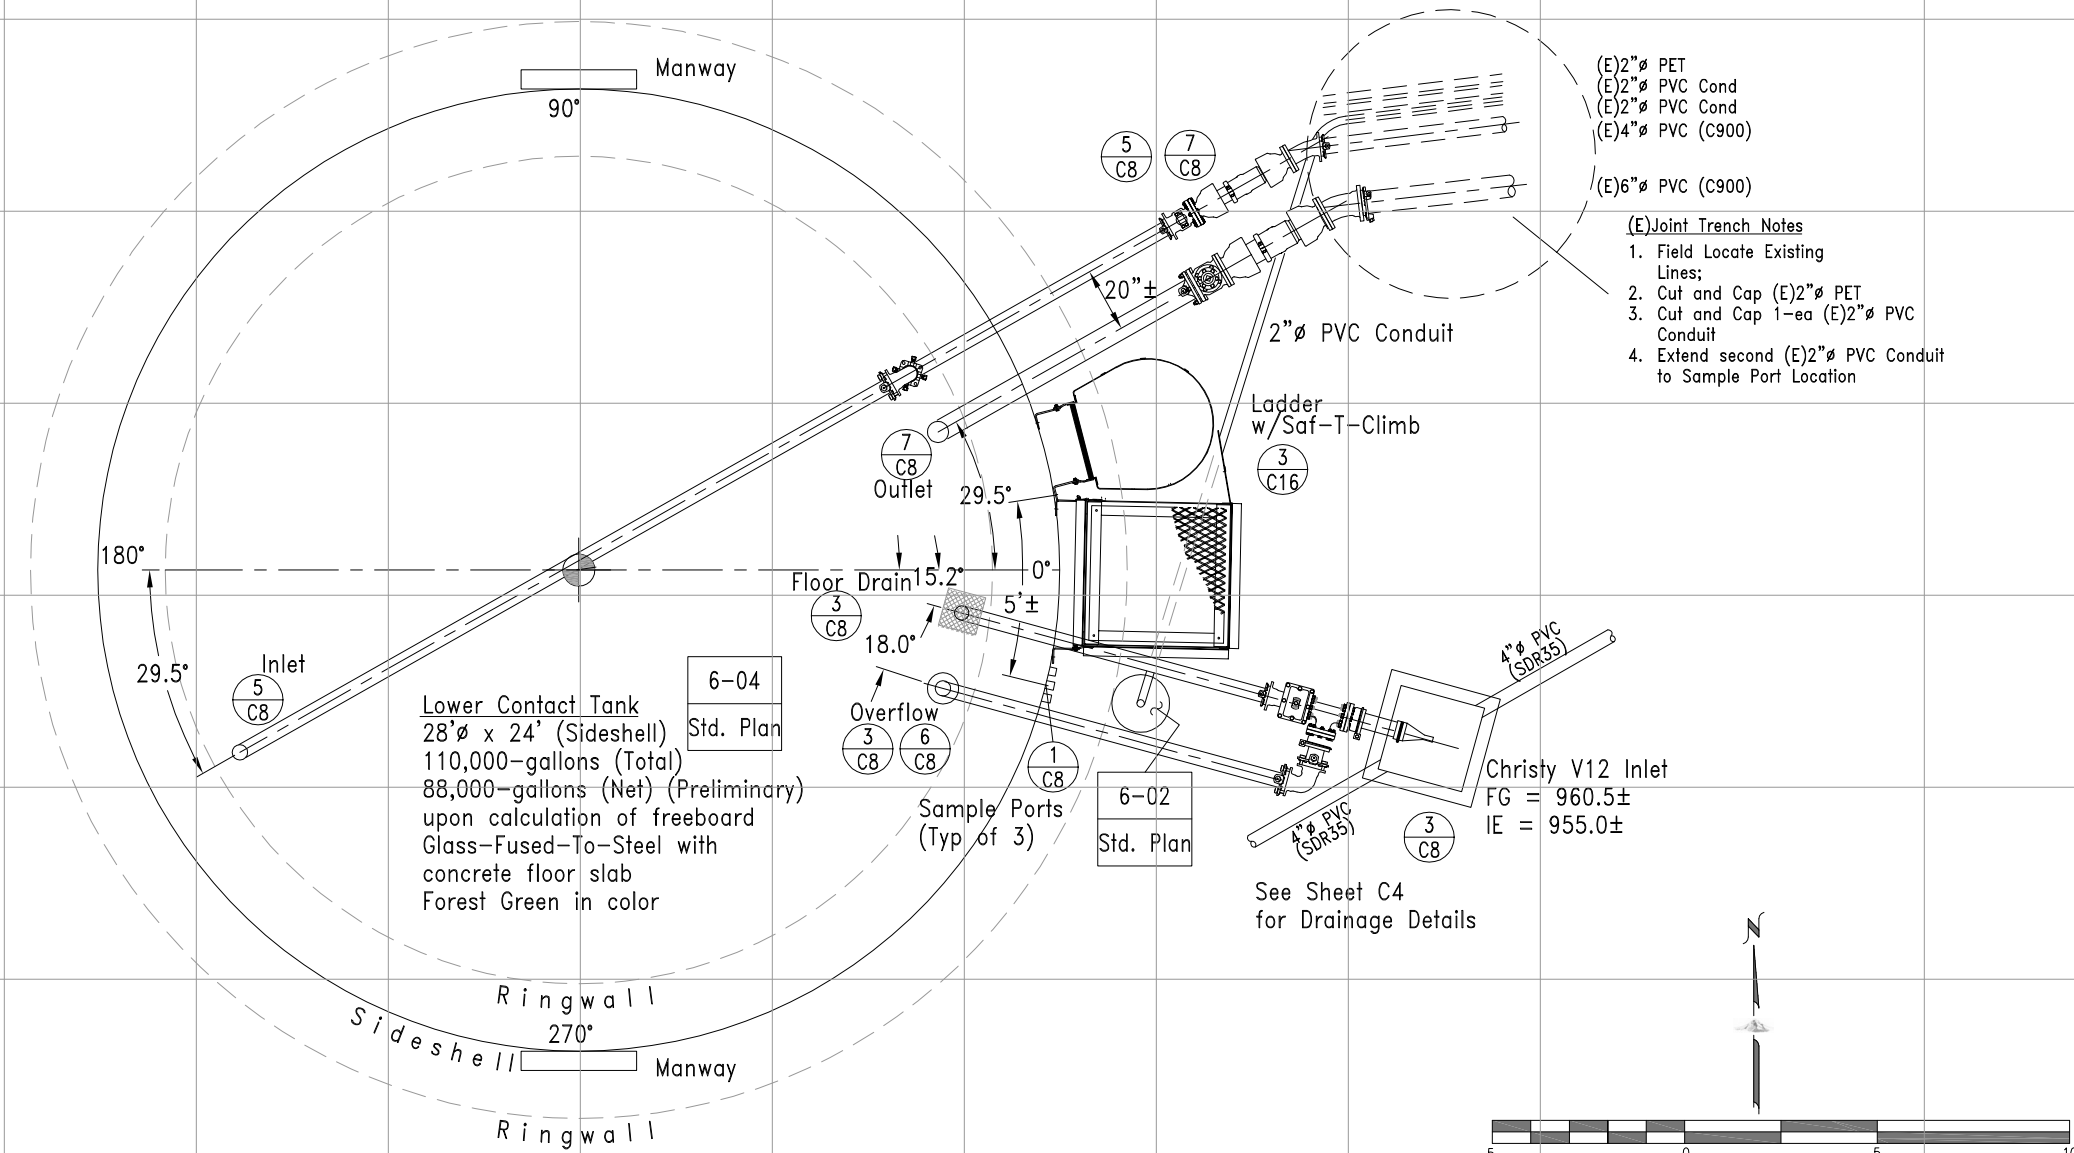 Manway
90°
5
C8
7
C8
(E)2"ø PET
(E)2"ø PVC Cond
(E)2"ø PVC Cond
(E)4"ø PVC (C900)
(E)6"ø PVC (C900)
(E)Joint Trench Notes
1. Field Locate Existing
Lines;
2. Cut and Cap (E)2"ø PET
3. Cut and Cap 1-ea (E)2"ø PVC
Conduit
4. Extend second (E)2"ø PVC Conduit
to Sample Port Location
20"±
2"ø PVC Conduit
Ladder
w/Saf-T-Climb
3
C16
7
C8
Outlet
29.5°
180°
0°
Floor Drain
15.2°
3
C8
5'±
18.0°
29.5°
Inlet
5
C8
6-04
Std. Plan
Lower Contact Tank
28'ø x 24' (Sideshell)
110,000-gallons (Total)
88,000-gallons (Net) (Preliminary)
upon calculation of freeboard
Glass-Fused-To-Steel with
concrete floor slab
Forest Green in color
Overflow
3
C8
6
C8
1
C8
Sample Ports
(Typ of 3)
6-02
Std. Plan
4"ø PVC
(SDR35)
4"ø PVC
(SDR35)
Christy V12 Inlet
FG = 960.5±
IE = 955.0±
3
C8
See Sheet C4
for Drainage Details
N
Ringwall
Sideshell
270°
Manway
Ringwall
5
0
5
10